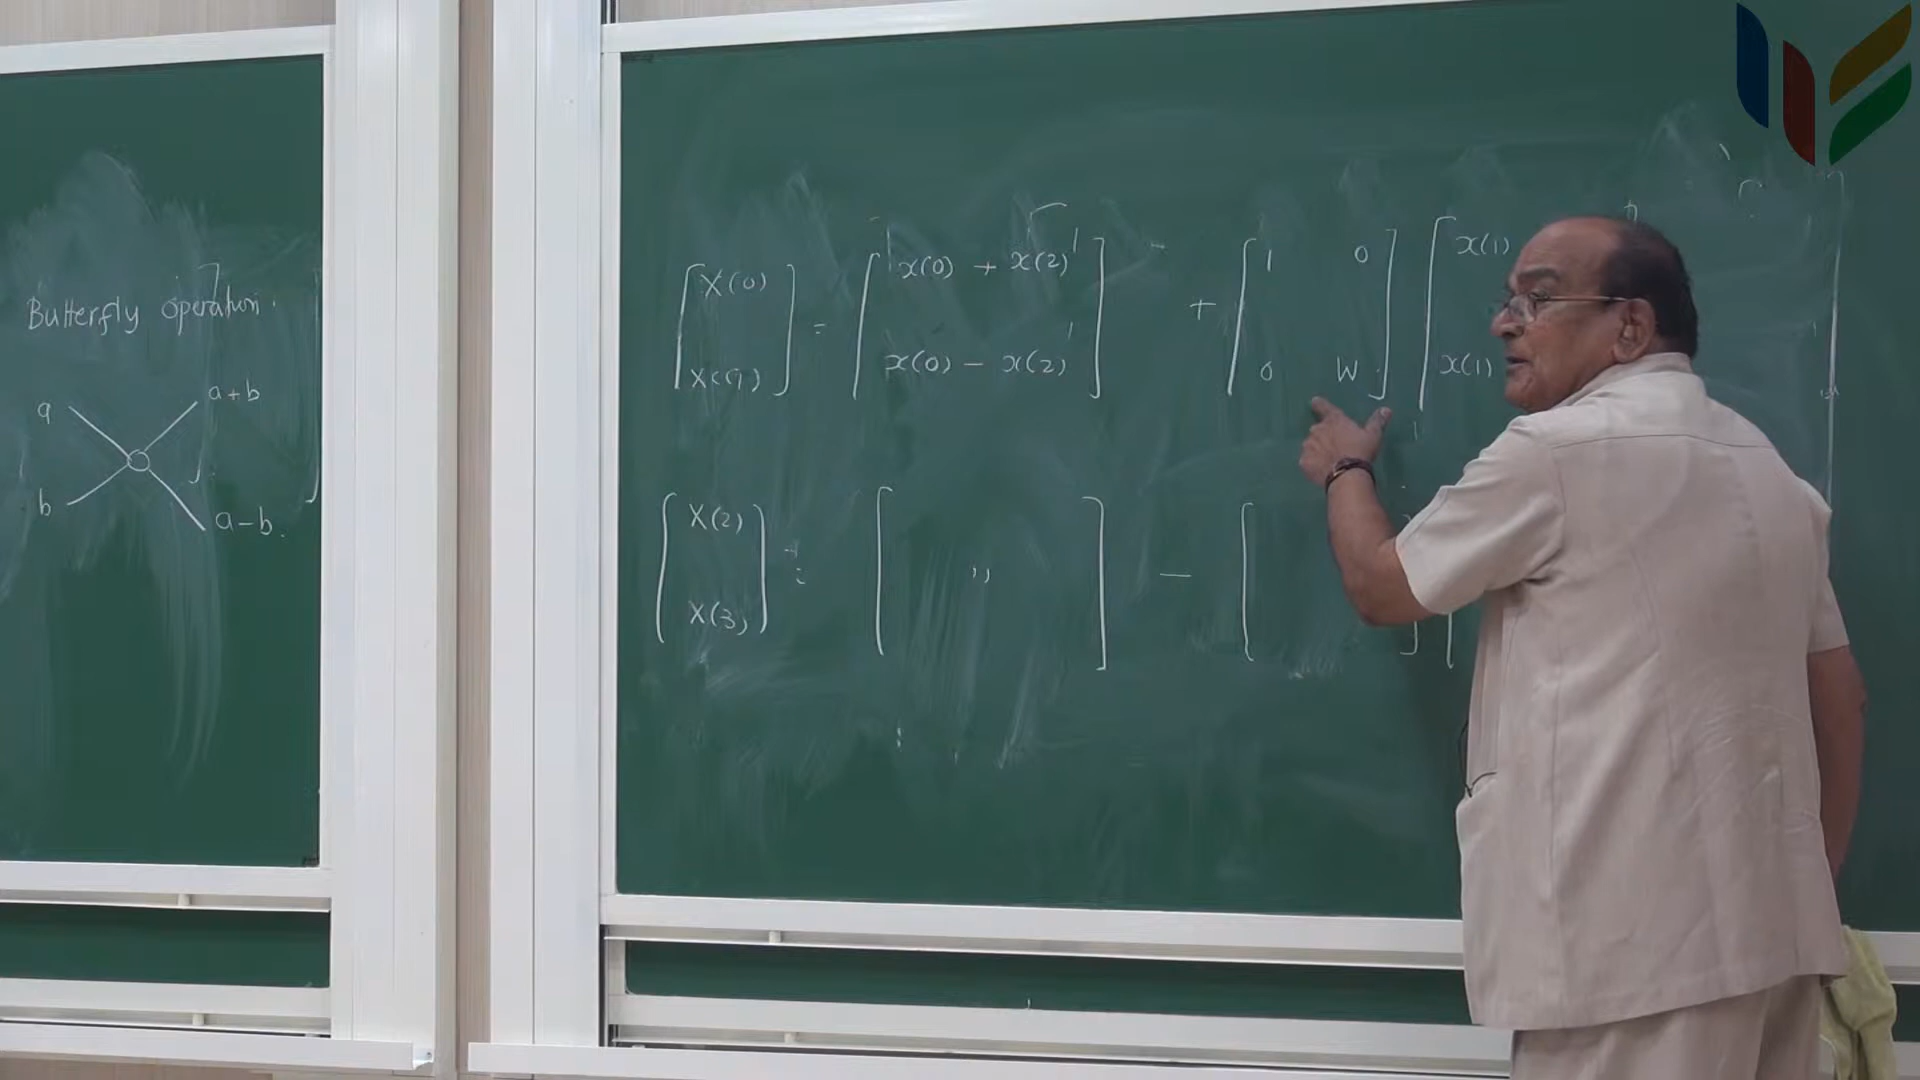 Butterfly operation.
a
a+b
b
a-b.
X(0) = x(0) + x(2) + 1 0 x(1)
X(1) x(0) - x(2) 0 W x(1)
X(2) = ,, -
X(3)